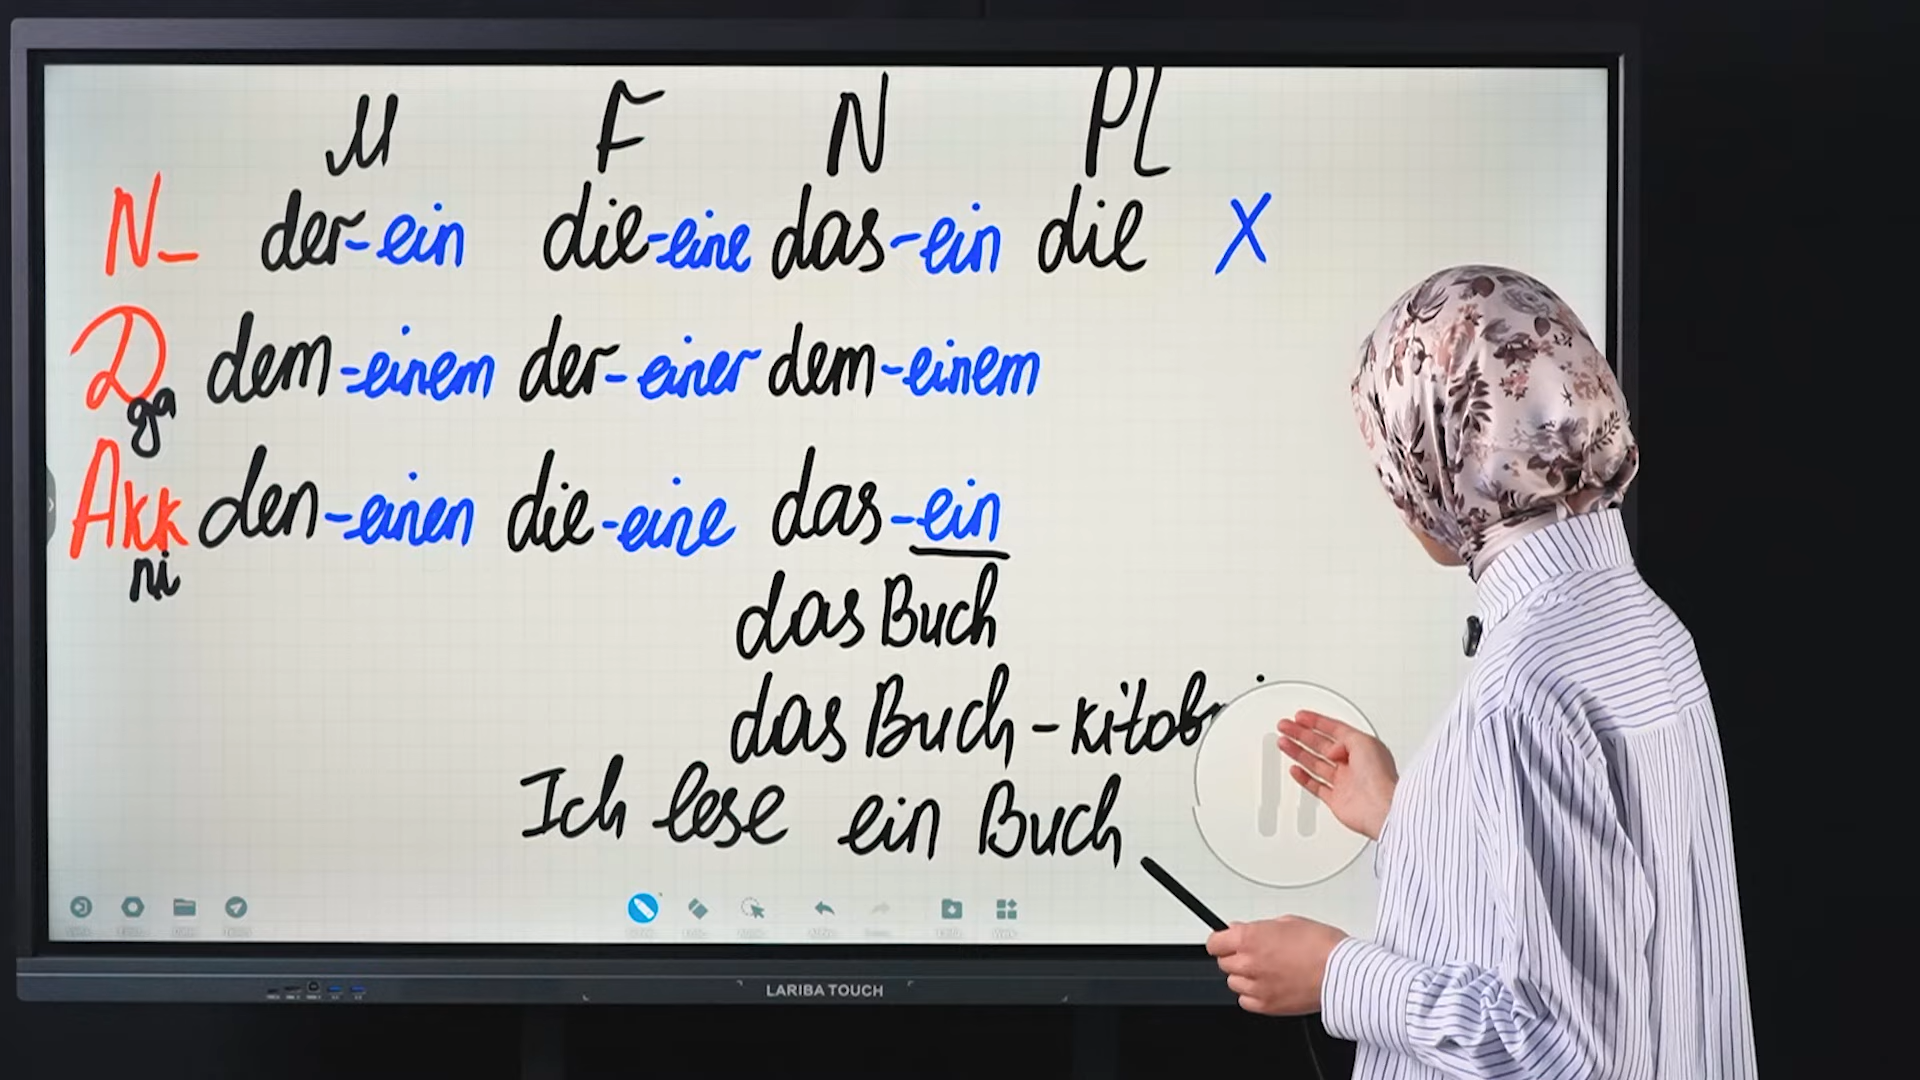 M F N Pl
N- der-ein die-eine das-ein die X
D dem-einem der-einer dem-einem
ga
Akk den-einen die-eine das-ein
ni
das Buch
das Buch - kitobni
Ich lese ein Buch
LARIBA TOUCH